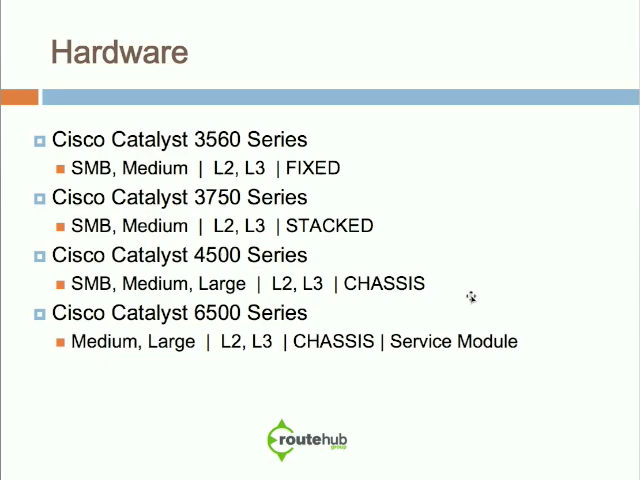 Hardware
Cisco Catalyst 3560 Series
SMB, Medium | L2, L3 | FIXED
Cisco Catalyst 3750 Series
SMB, Medium | L2, L3 | STACKED
Cisco Catalyst 4500 Series
SMB, Medium, Large | L2, L3 | CHASSIS
Cisco Catalyst 6500 Series
Medium, Large | L2, L3 | CHASSIS | Service Module
routehub
group